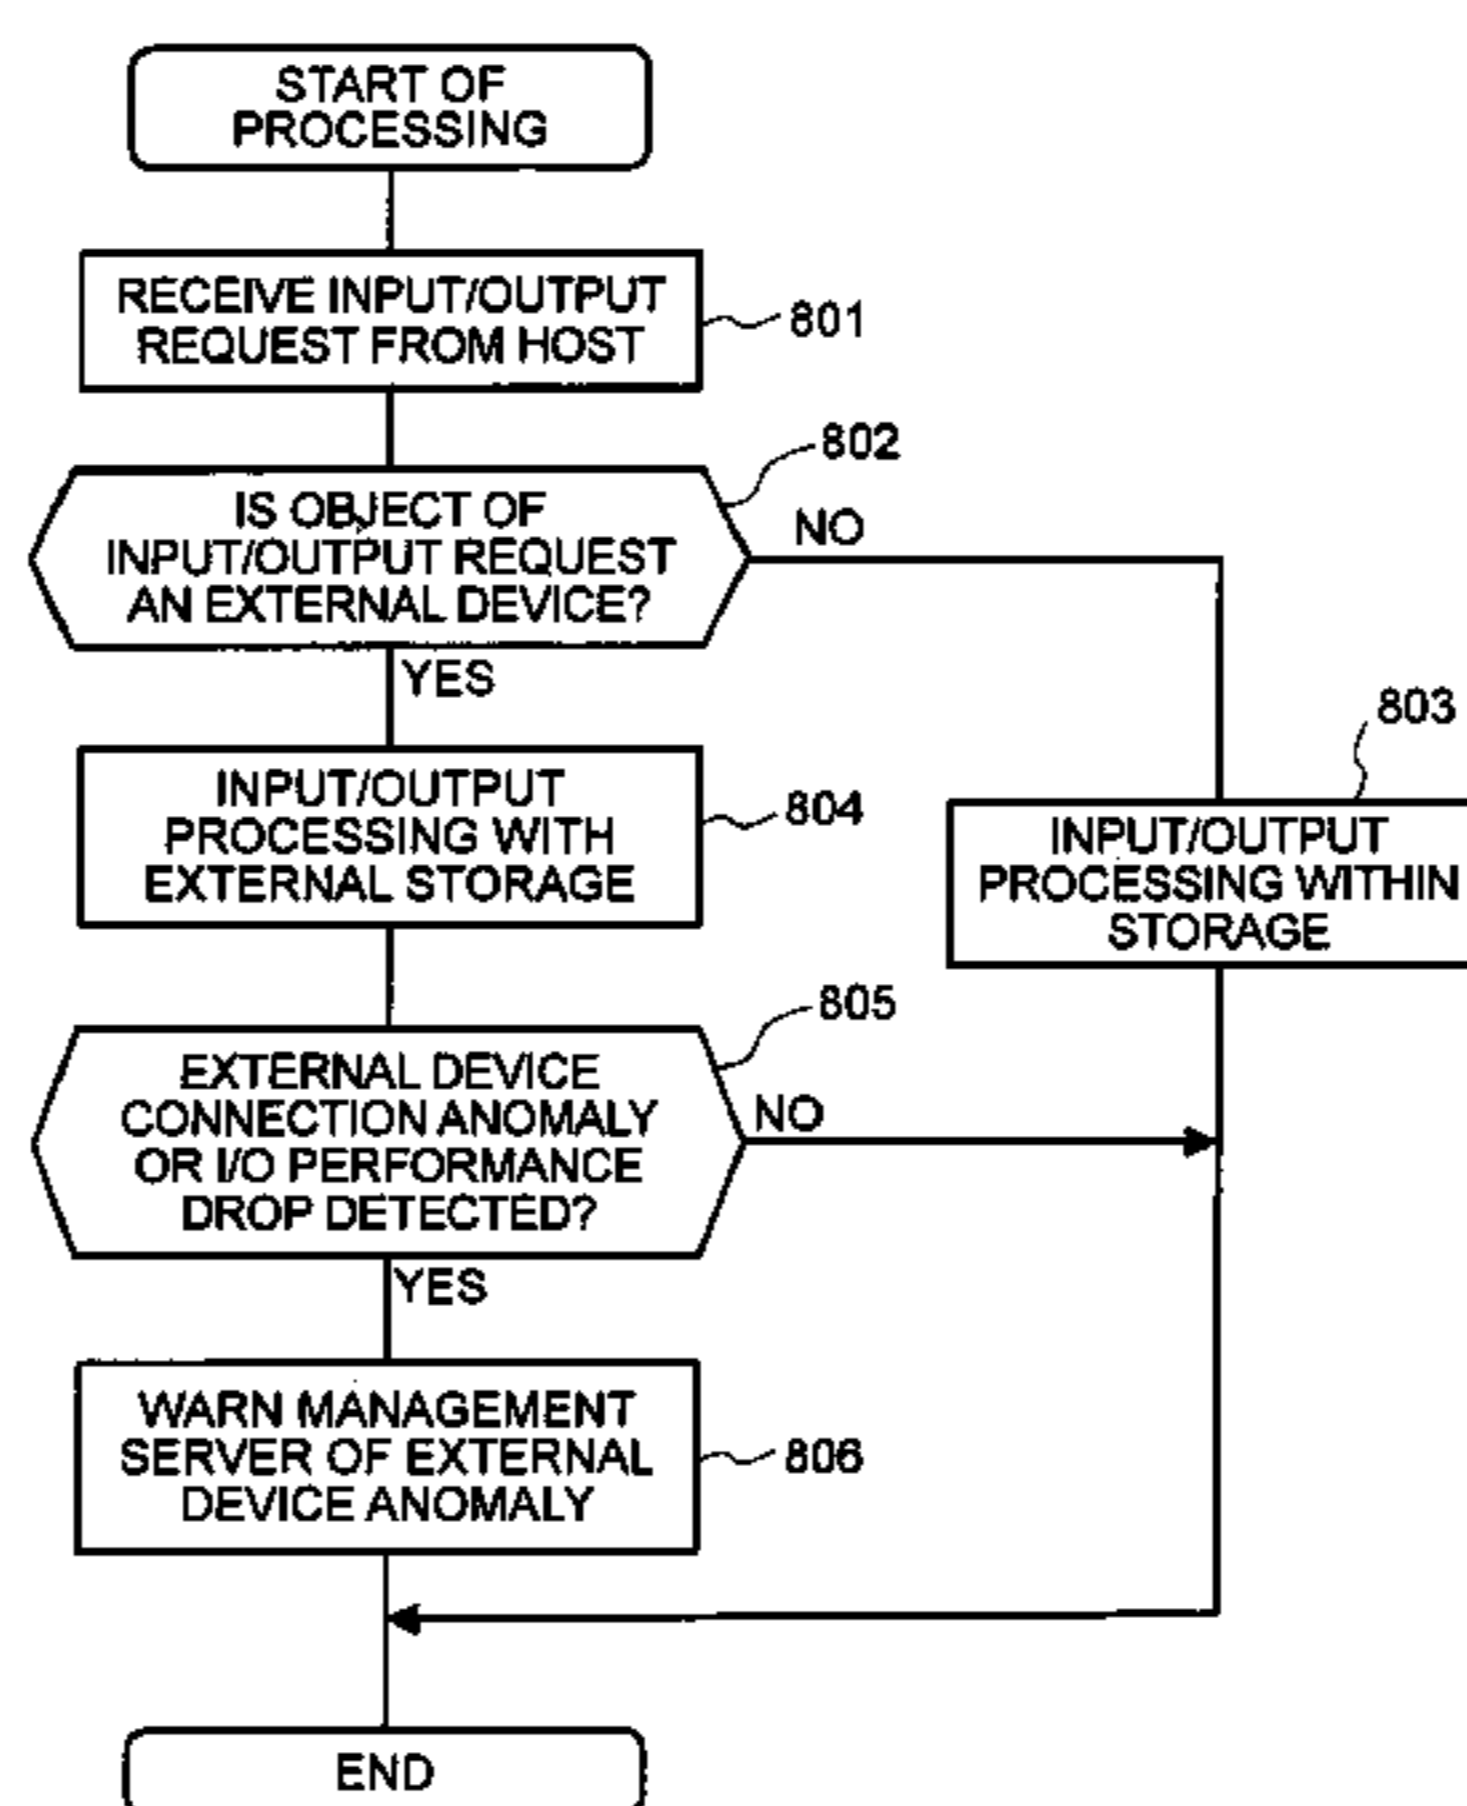 START OF
PROCESSING
RECEIVE INPUT/OUTPUT
REQUEST FROM HOST
801
802
IS OBJECT OF
INPUT/OUTPUT REQUEST
AN EXTERNAL DEVICE?
NO
YES
803
INPUT/OUTPUT
PROCESSING WITH
EXTERNAL STORAGE
804
INPUT/OUTPUT
PROCESSING WITHIN
STORAGE
805
EXTERNAL DEVICE
CONNECTION ANOMALY
OR I/O PERFORMANCE
DROP DETECTED?
NO
YES
WARN MANAGEMENT
SERVER OF EXTERNAL
DEVICE ANOMALY
806
END